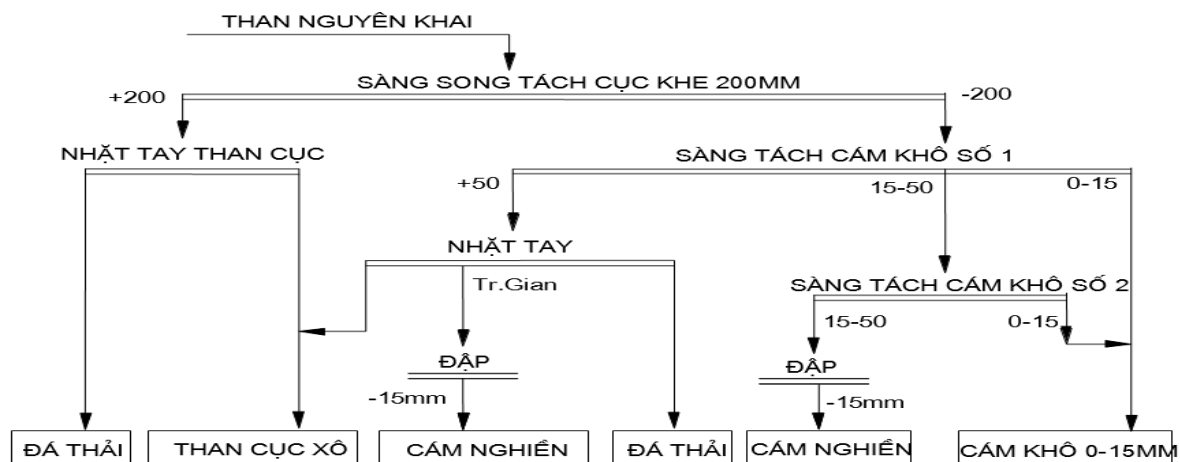 THAN NGUYÊN KHAI
SÀNG SONG TÁCH CỤC KHE 200MM
+200
-200
NHẶT TAY THAN CỤC
SÀNG TÁCH CÁM KHÔ SỐ 1
+50
15-50
0-15
NHẶT TAY
Tr.Gian
SÀNG TÁCH CÁM KHÔ SỐ 2
15-50
0-15
ĐẬP
ĐẬP
-15mm
-15mm
ĐÁ THẢI
THAN CỤC XÔ
CÁM NGHIỀN
ĐÁ THẢI
CÁM NGHIỀN
CÁM KHÔ 0-15MM